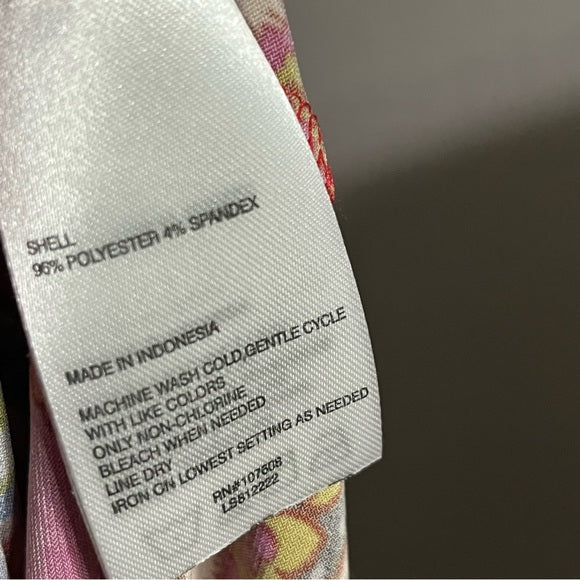 SHELL
96% POLYESTER 4% SPANDEX
MADE IN INDONESIA
MACHINE WASH COLD,GENTLE CYCLE
WITH LIKE COLORS
ONLY NON-CHLORINE
BLEACH WHEN NEEDED
LINE DRY
IRON ON LOWEST SETTING AS NEEDED
RN#107608
LS812222